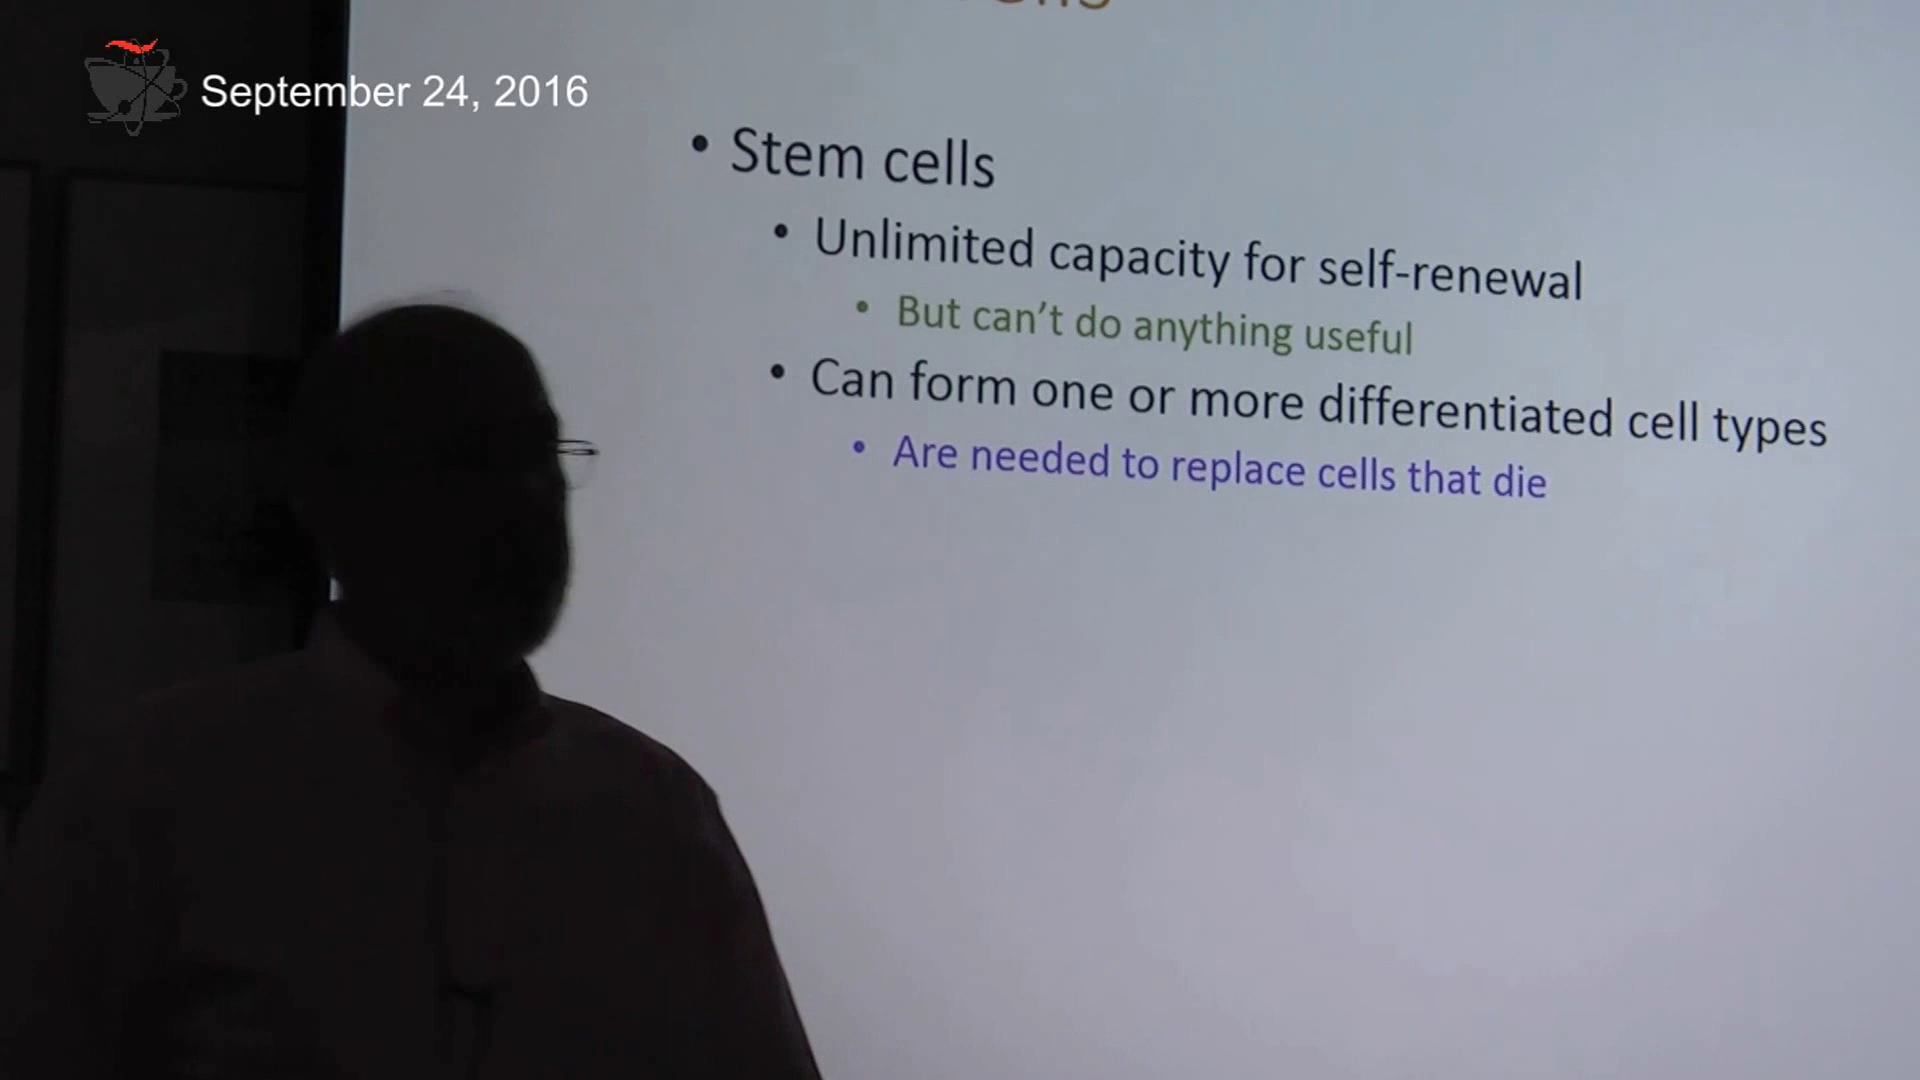 September 24, 2016
• Stem cells
• Unlimited capacity for self-renewal
• But can't do anything useful
• Can form one or more differentiated cell types
• Are needed to replace cells that die